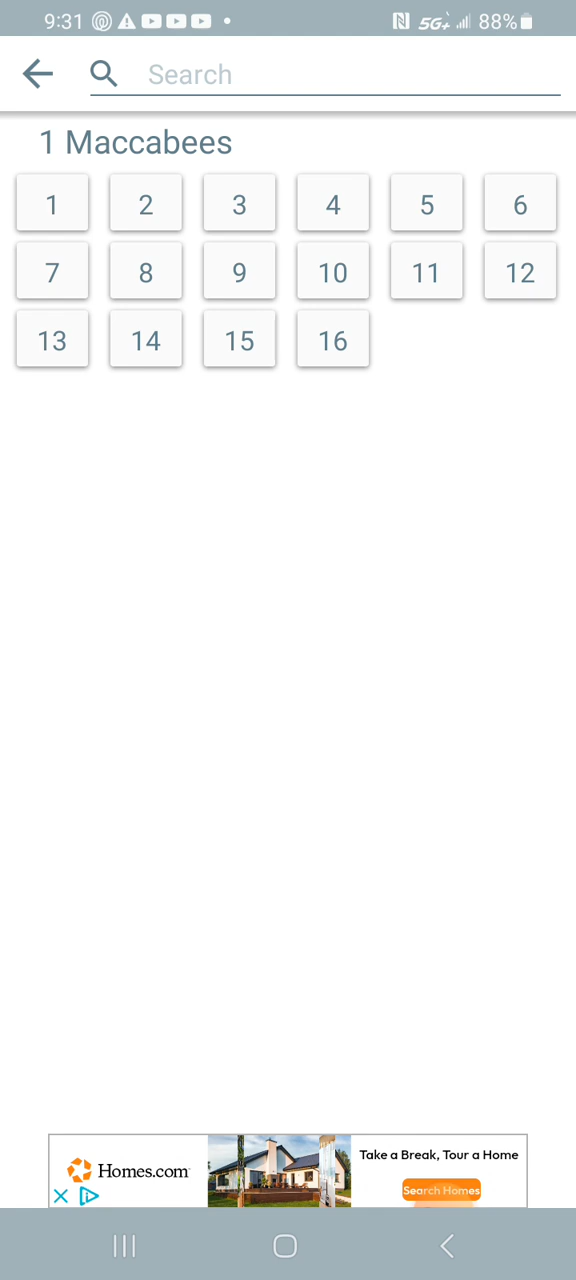 9:31 5G+ 88%
Search
1 Maccabees
1 2 3 4 5 6
7 8 9 10 11 12
13 14 15 16
Take a Break, Tour a Home
Homes.com
Search Homes